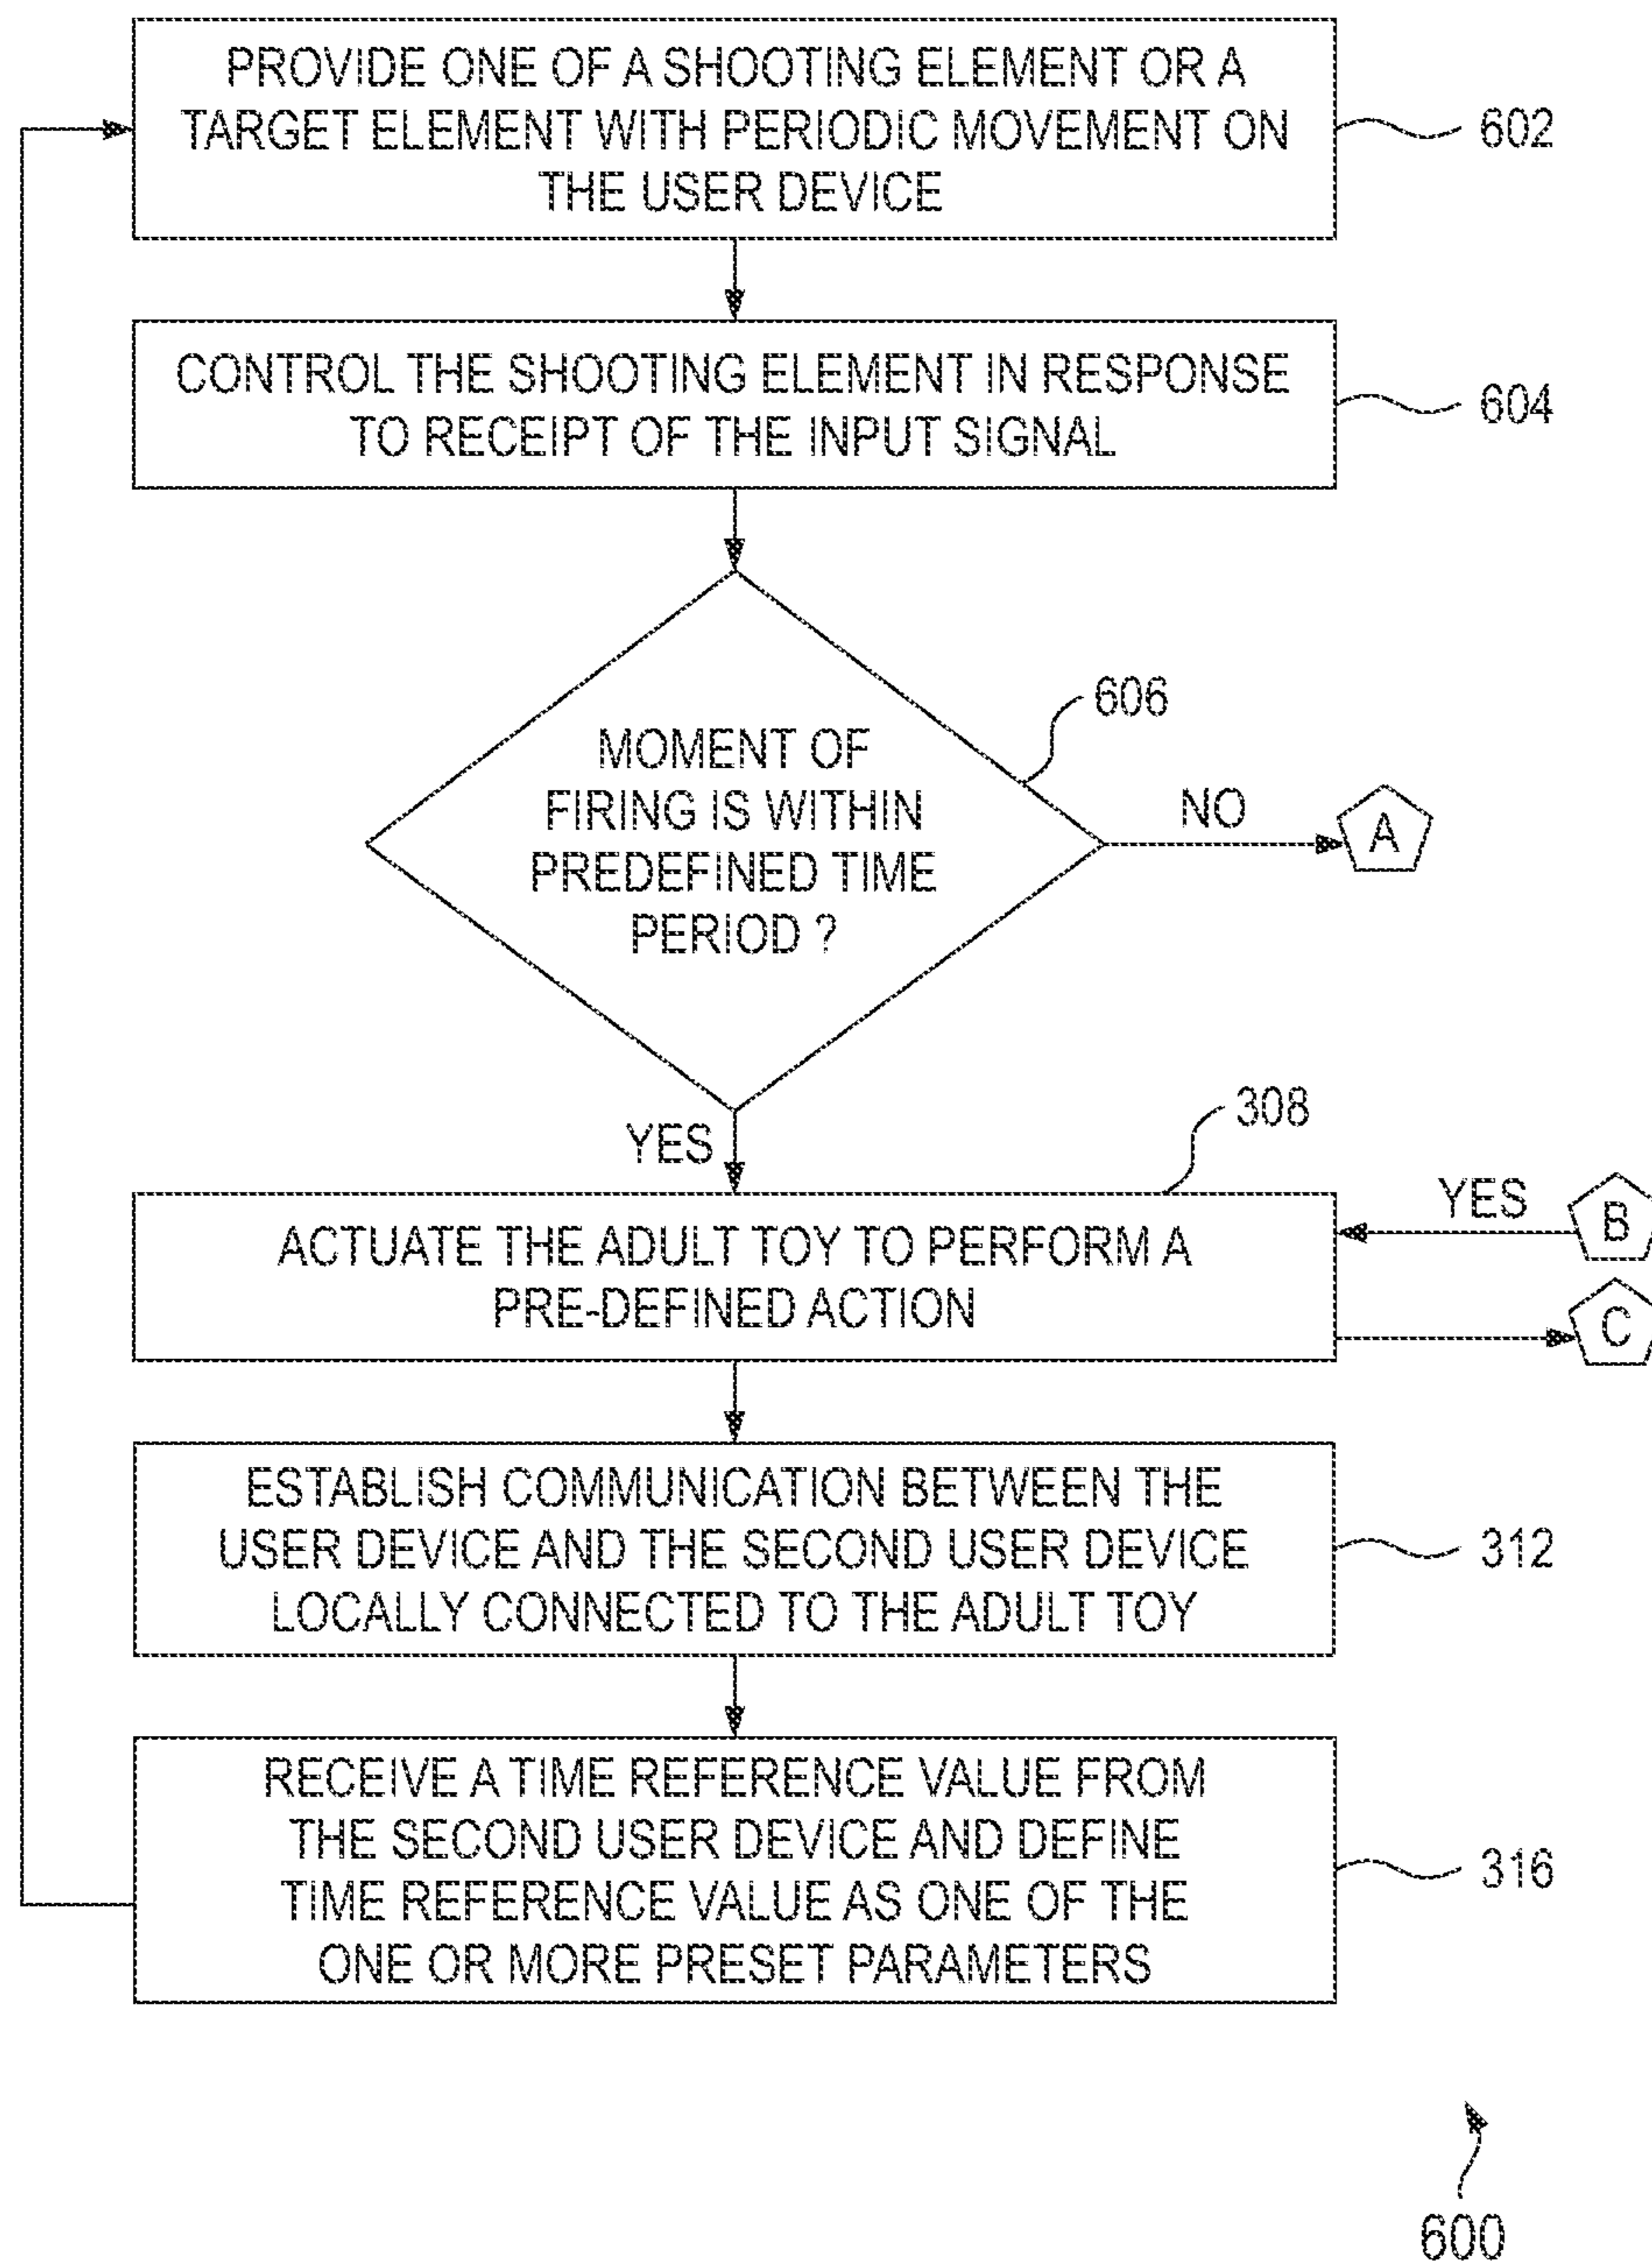 PROVIDE ONE OF A SHOOTING ELEMENT OR A
TARGET ELEMENT WITH PERIODIC MOVEMENT ON
THE USER DEVICE
602
CONTROL THE SHOOTING ELEMENT IN RESPONSE
TO RECEIPT OF THE INPUT SIGNAL
604
606
MOMENT OF
FIRING IS WITHIN
PREDEFINED TIME
PERIOD ?
NO
A
YES
308
ACTUATE THE ADULT TOY TO PERFORM A
PRE-DEFINED ACTION
YES
B
C
ESTABLISH COMMUNICATION BETWEEN THE
USER DEVICE AND THE SECOND USER DEVICE
LOCALLY CONNECTED TO THE ADULT TOY
312
RECEIVE A TIME REFERENCE VALUE FROM
THE SECOND USER DEVICE AND DEFINE
TIME REFERENCE VALUE AS ONE OF THE
ONE OR MORE PRESET PARAMETERS
316
600